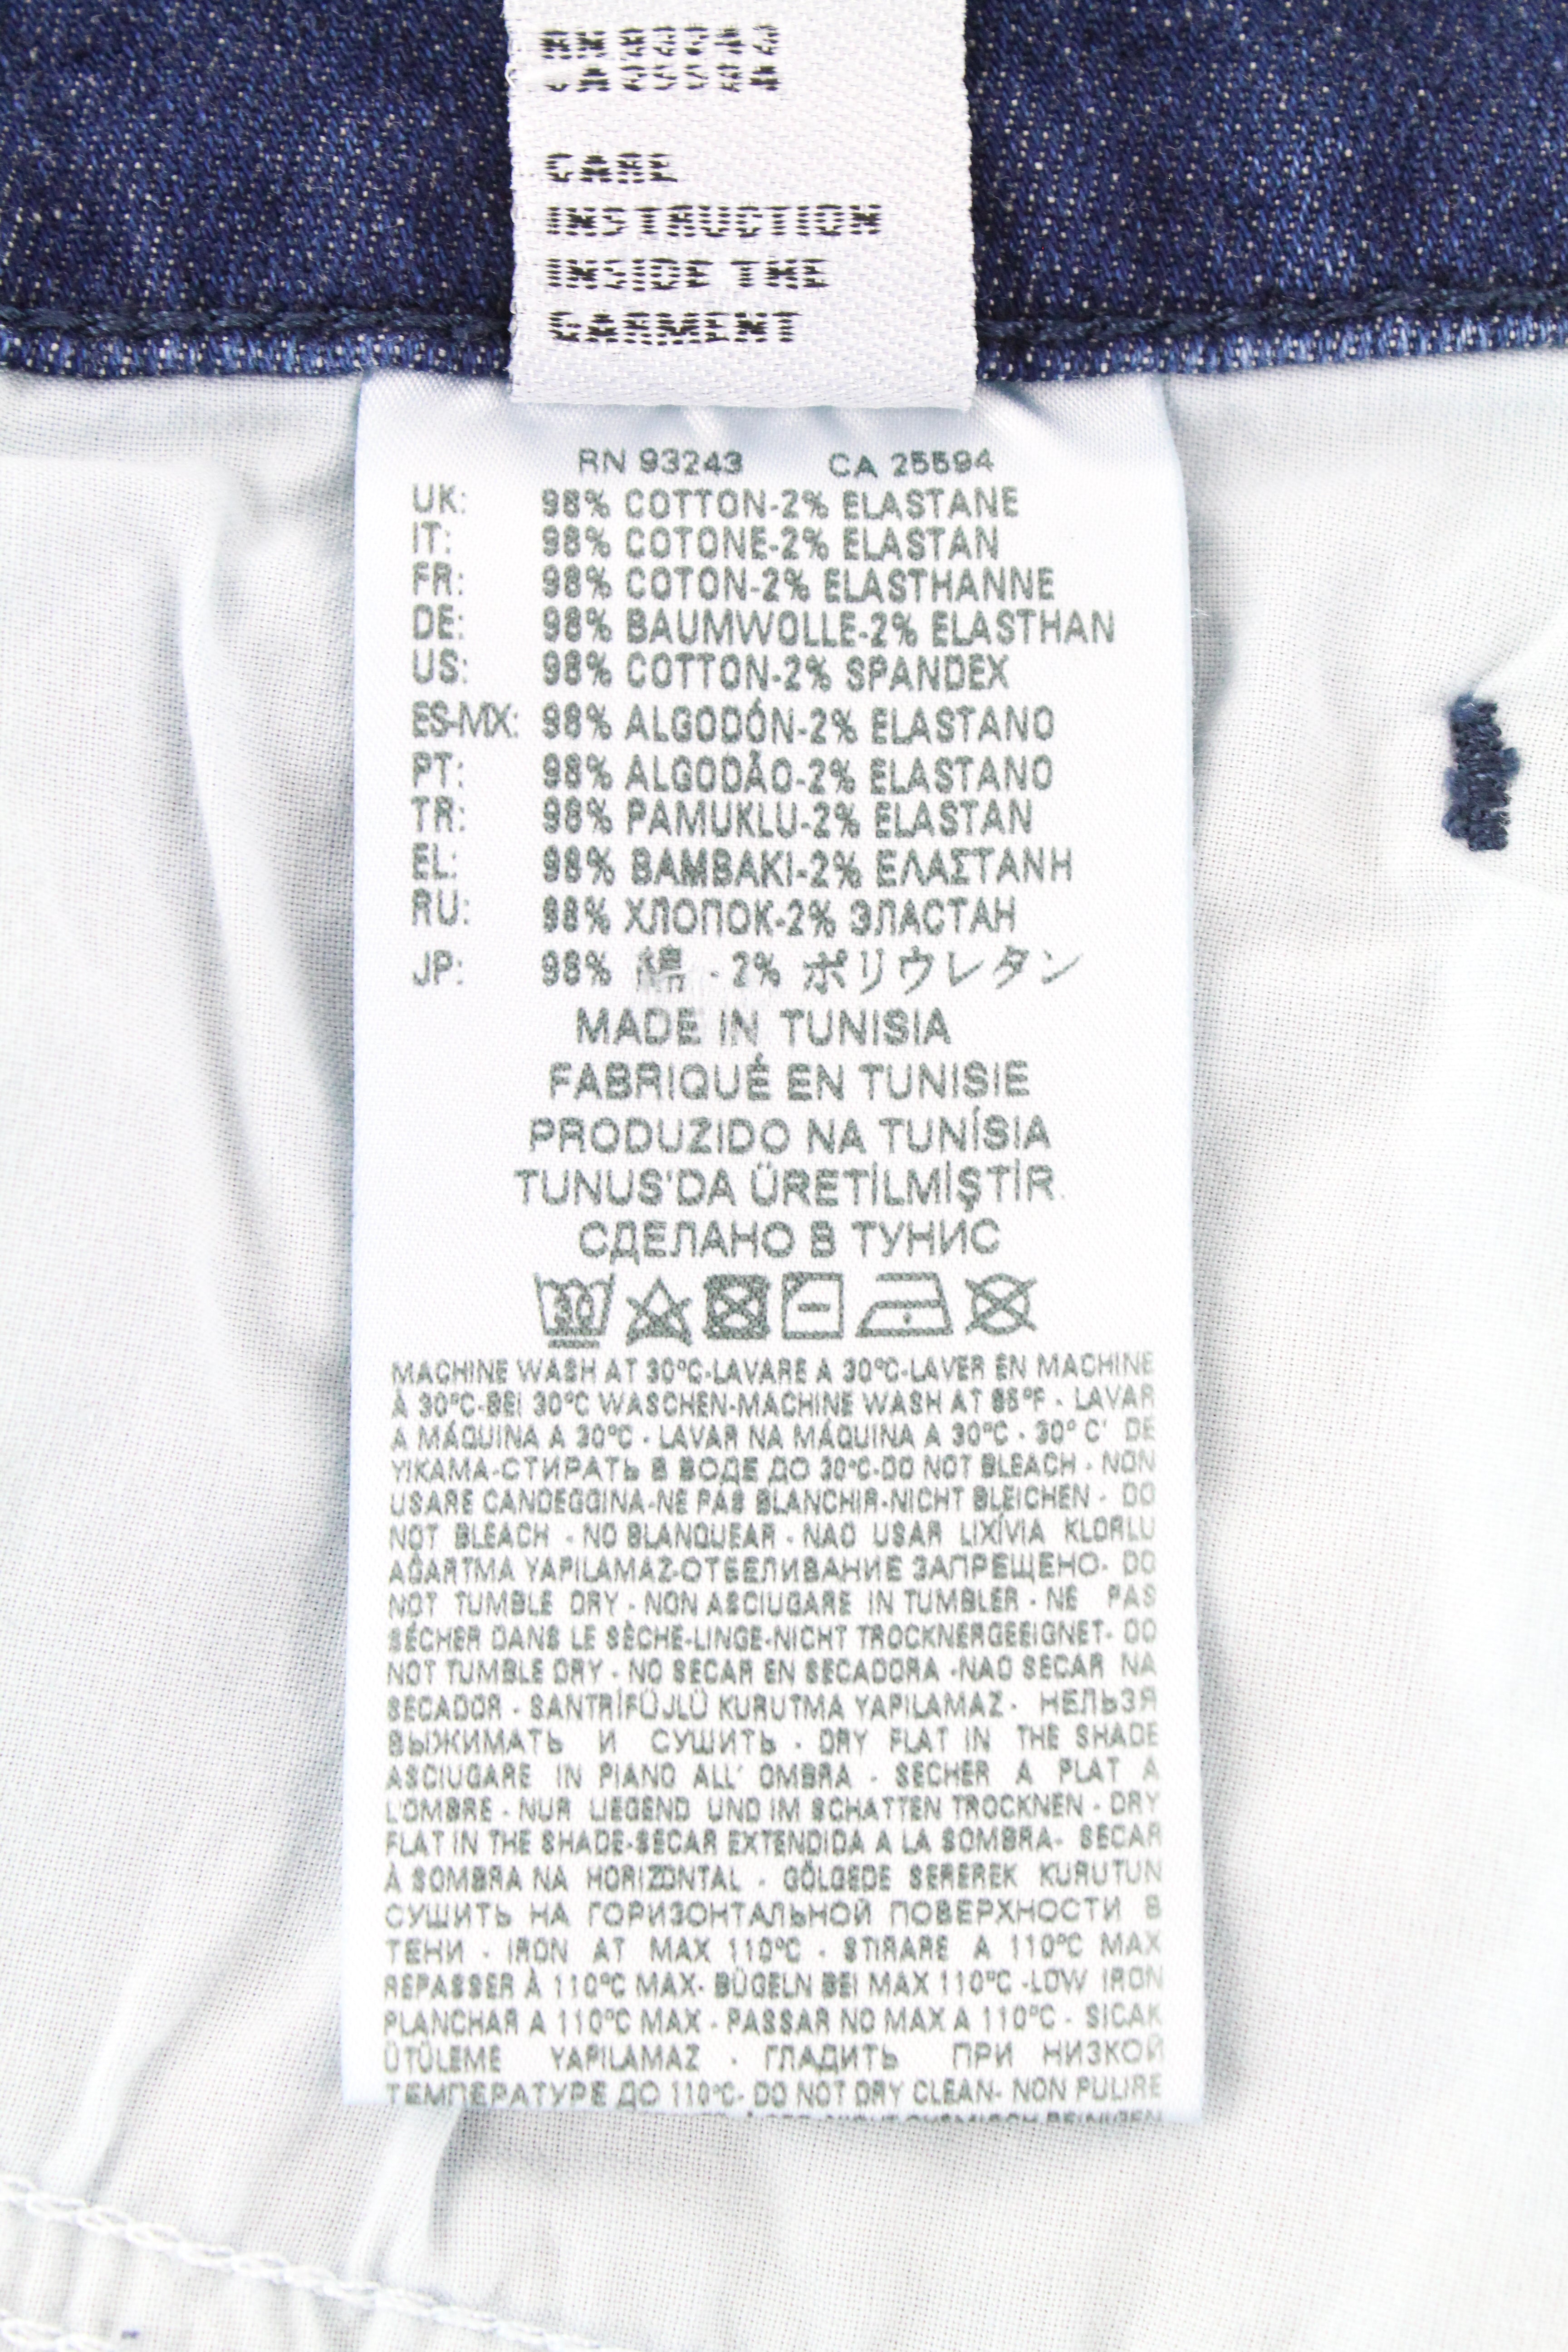 CARE
INSTRUCTION
INSIDE THE
GARMENT
RN 93243 CA 25594
UK: 98% COTTON-2% ELASTANE
IT: 98% COTONE-2% ELASTAN
FR: 98% COTON-2% ELASTHANNE
DE: 98% BAUMWOLLE-2% ELASTHAN
US: 98% COTTON-2% SPANDEX
ES-MX: 98% ALGODÓN-2% ELASTANO
PT: 98% ALGODÃO-2% ELASTANO
TR: 98% PAMUKLU-2% ELASTAN
EL: 98% BAMBAKI-2% ΕΛΑΣΤΑΝΗ
RU: 98% ХЛОПОК-2% ЭЛАСТАН
JP: 98% - 2% ポリウレタン
MADE IN TUNISIA
FABRIQUÉ EN TUNISIE
PRODUZIDO NA TUNÍSIA
TUNUS'DA ÜRETİLMİŞTİR.
СДЕЛАНО В ТУНИС
30
MACHINE WASH AT 30°C-LAVARE A 30°C-LAVER EN MACHINE
À 30°C-BEI 30°C WASCHEN-MACHINE WASH AT 85°F - LAVAR
A MÁQUINA A 30°C - LAVAR NA MÁQUINA A 30°C - 30° C' DE
YIKAMA-СТИРАТЬ В ВОДЕ ДО 30°C-DO NOT BLEACH - NON
USARE CANDEGGINA-NE PAS BLANCHIR-NICHT BLEICHEN - DO
NOT BLEACH - NO BLANQUEAR - NAO USAR LIXÍVIA KLORLU
AĞARTMA YAPILAMAZ-ОТБЕЛИВАНИЕ ЗАПРЕЩЕНО- DO
NOT TUMBLE DRY - NON ASCIUGARE IN TUMBLER - NE PAS
SÉCHER DANS LE SÈCHE-LINGE-NICHT TROCKNERGEEIGNET- DO
NOT TUMBLE DRY - NO SECAR EN SECADORA -NAO SECAR NA
SECADOR - SANTRİFÜJLÜ KURUTMA YAPILAMAZ - НЕЛЬЗЯ
ВЫЖИМАТЬ И СУШИТЬ - DRY FLAT IN THE SHADE
ASCIUGARE IN PIANO ALL' OMBRA - SECHER A PLAT A
L'OMBRE - NUR LIEGEND UND IM SCHATTEN TROCKNEN - DRY
FLAT IN THE SHADE-SECAR EXTENDIDA A LA SOMBRA- SECAR
À SOMBRA NA HORIZONTAL - GÖLGEDE SEREREK KURUTUN
СУШИТЬ НА ГОРИЗОНТАЛЬНОЙ ПОВЕРХНОСТИ В
ТЕНИ - IRON AT MAX 110°C - STIRARE A 110°C MAX
REPASSER À 110°C MAX- BÜGELN BEI MAX 110°C -LOW IRON
PLANCHAR A 110°C MAX - PASSAR NO MAX A 110°C - SICAK
ÜTÜLEME YAPILAMAZ - ГЛАДИТЬ ПРИ НИЗКОЙ
ТЕМПЕРАТУРЕ ДО 110°C- DO NOT DRY CLEAN- NON PULIRE